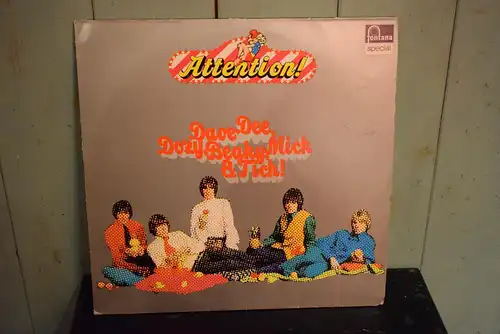 fontana
special
Attention!
Dave Dee,
Dozy Beaky Mick
& Tich!